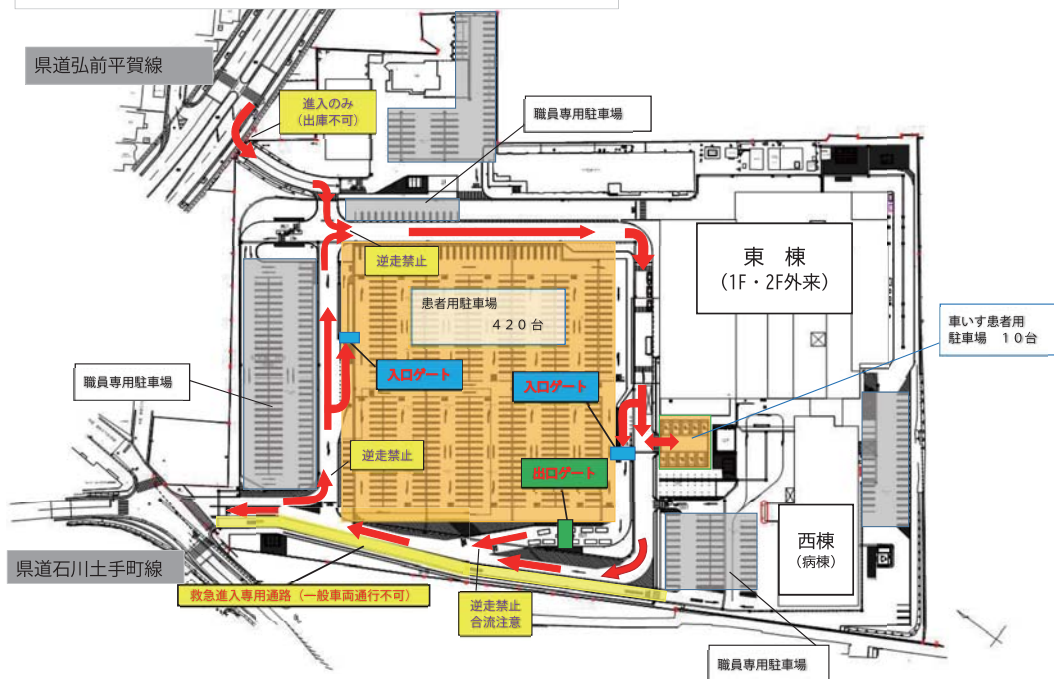 県道弘前平賀線
進入のみ
(出庫不可)
職員専用駐車場
逆走禁止
東 棟
(1F・2F外来)
患者用駐車場
420台
車いす患者用
駐車場 10台
入口ゲート
入口ゲート
職員専用駐車場
逆走禁止
出口ゲート
西棟
(病棟)
県道石川土手町線
救急進入専用通路(一般車両通行不可)
逆走禁止
合流注意
職員専用駐車場